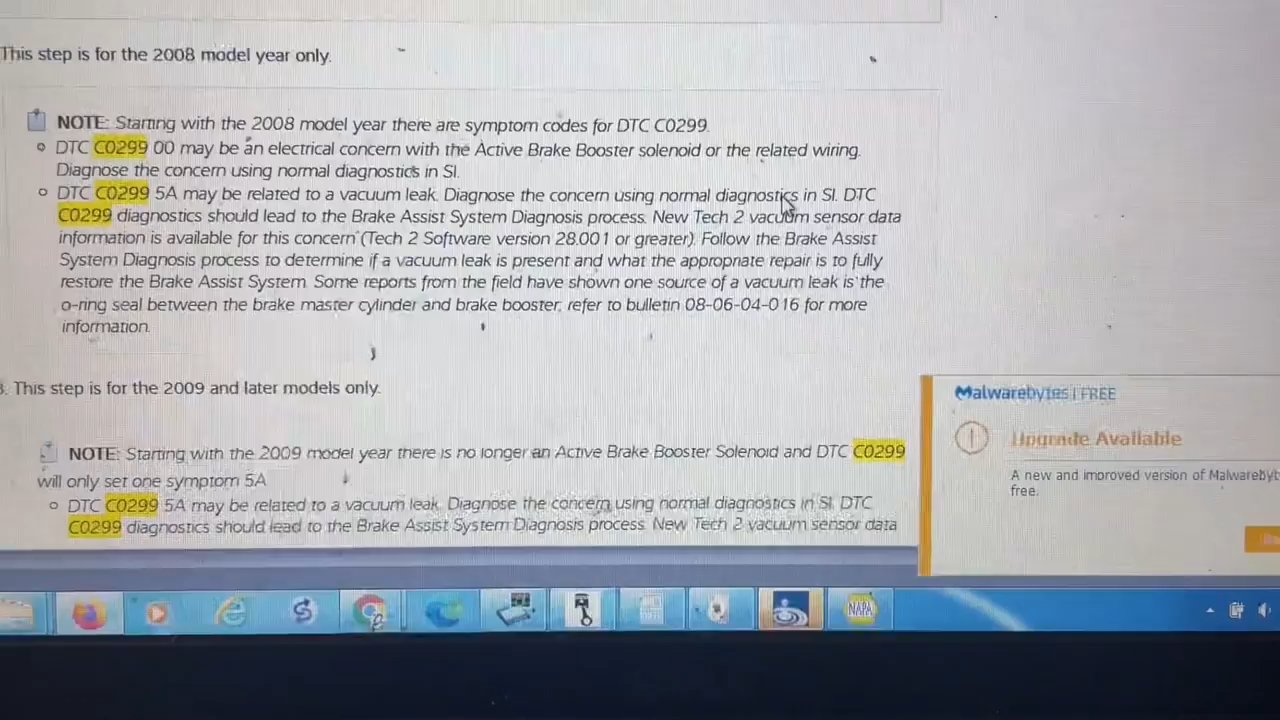 This step is for the 2008 model year only.
NOTE: Starting with the 2008 model year there are symptom codes for DTC C0299.
DTC C0299 00 may be an electrical concern with the Active Brake Booster solenoid or the related wiring.
Diagnose the concern using normal diagnostics in SI.
DTC C0299 5A may be related to a vacuum leak. Diagnose the concern using normal diagnostics in SI. DTC
C0299 diagnostics should lead to the Brake Assist System Diagnosis process. New Tech 2 vacuum sensor data
information is available for this concern (Tech 2 Software version 28.001 or greater). Follow the Brake Assist
System Diagnosis process to determine if a vacuum leak is present and what the appropriate repair is to fully
restore the Brake Assist System. Some reports from the field have shown one source of a vacuum leak is the
o-ring seal between the brake master cylinder and brake booster, refer to bulletin 08-06-04-016 for more
information.
3. This step is for the 2009 and later models only.
NOTE: Starting with the 2009 model year there is no longer an Active Brake Booster Solenoid and DTC C0299
will only set one symptom 5A
DTC C0299 5A may be related to a vacuum leak. Diagnose the concern using normal diagnostics in SI. DTC
C0299 diagnostics should lead to the Brake Assist System Diagnosis process. New Tech 2 vacuum sensor data
Malwarebytes | FREE
Upgrade Available
A new and improved version of Malwareby
free.
NAPA